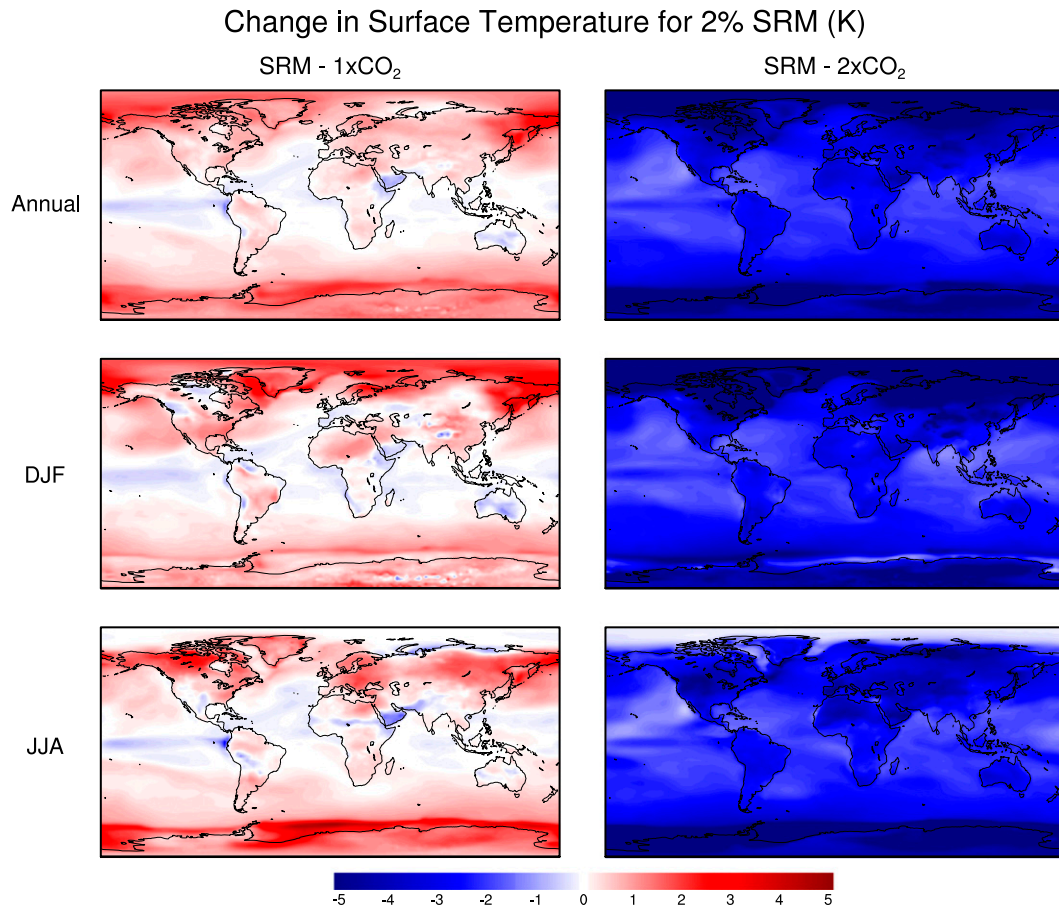 Change in Surface Temperature for 2% SRM (K)
SRM - 1xCO₂ SRM - 2xCO₂
Annual
DJF
JJA
-5 -4 -3 -2 -1 0 1 2 3 4 5